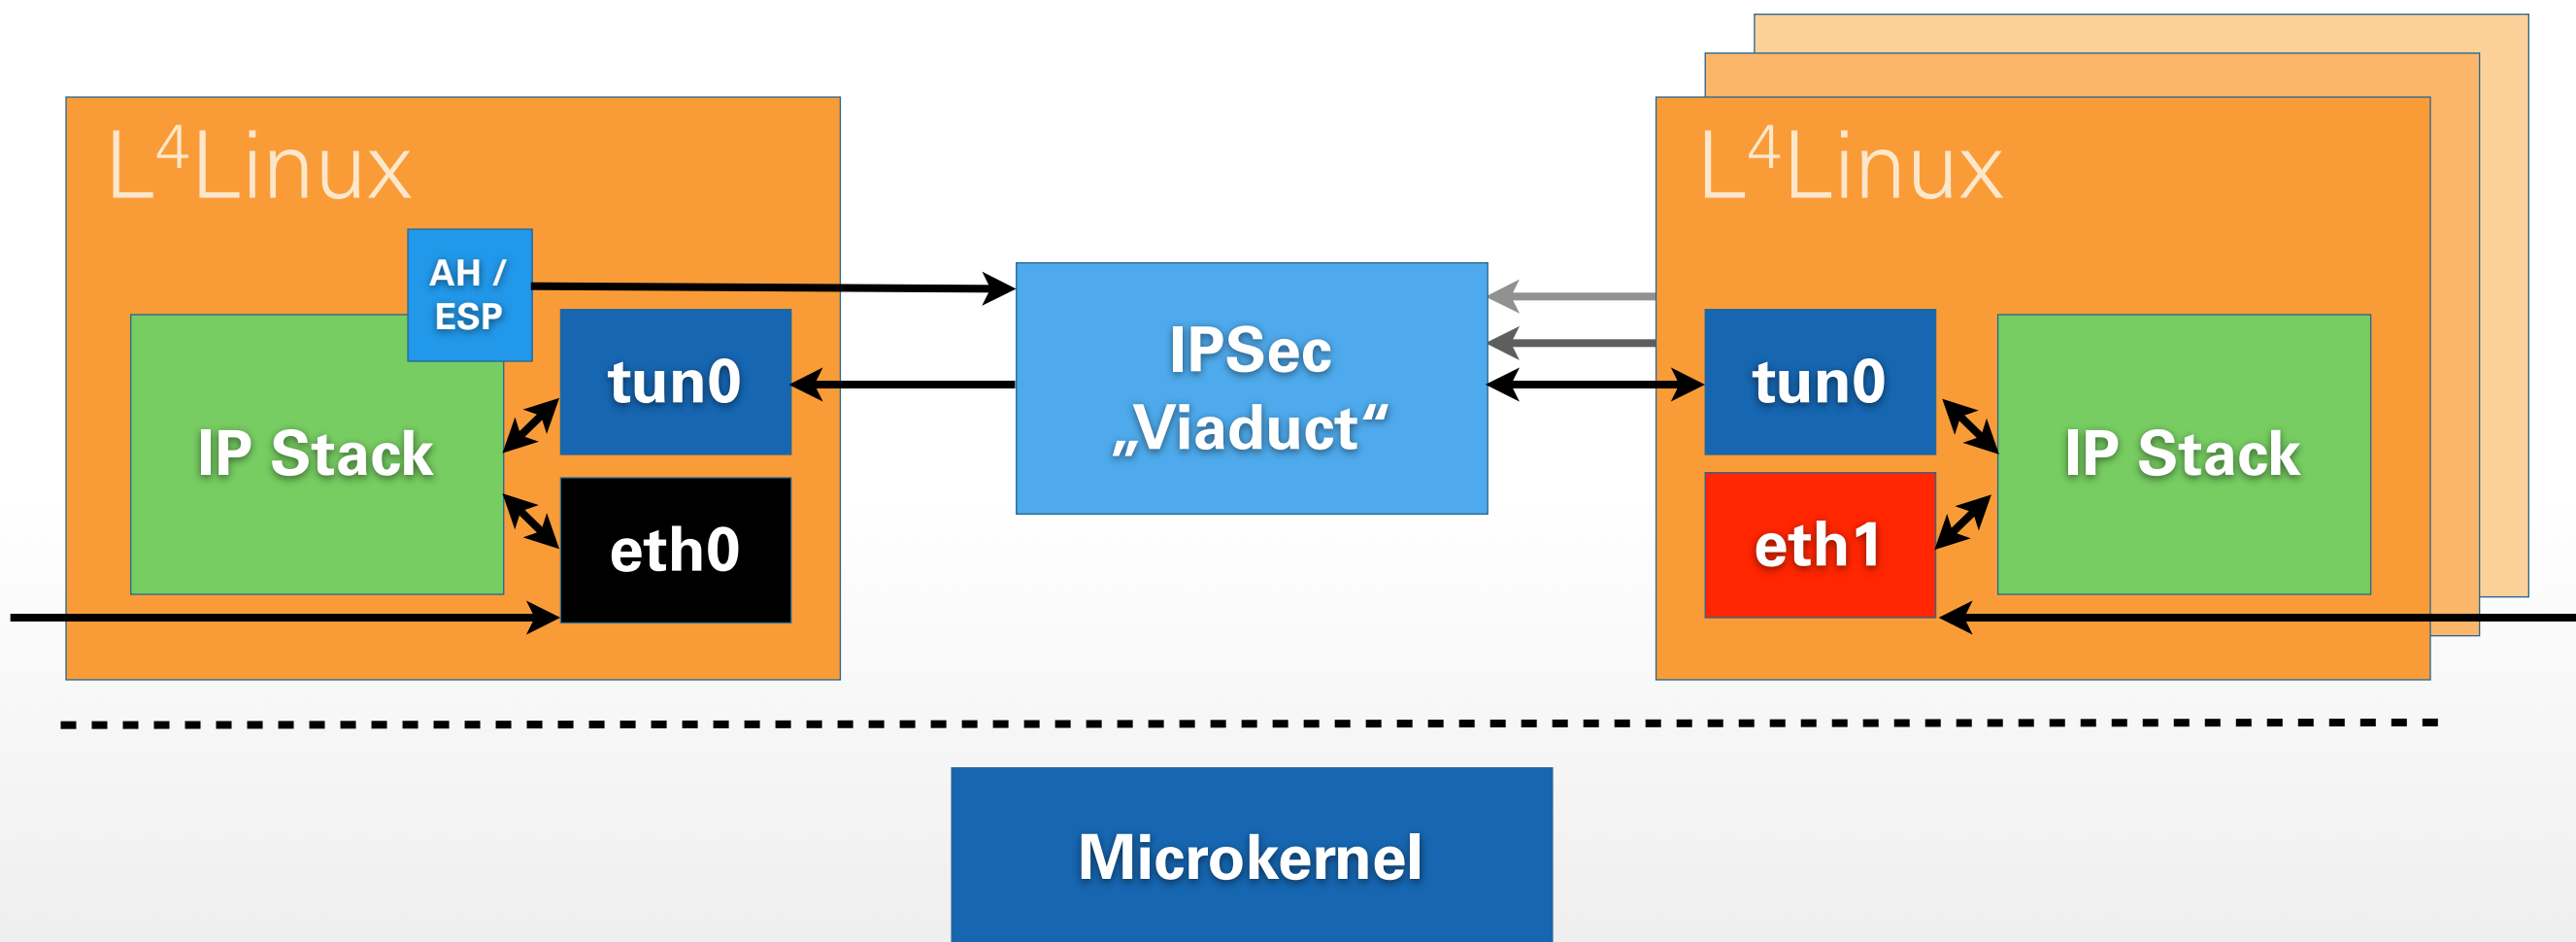 L⁴Linux
AH /
ESP
tun0
IP Stack
eth0
IPSec
„Viaduct“
L⁴Linux
tun0
IP Stack
eth1
Microkernel